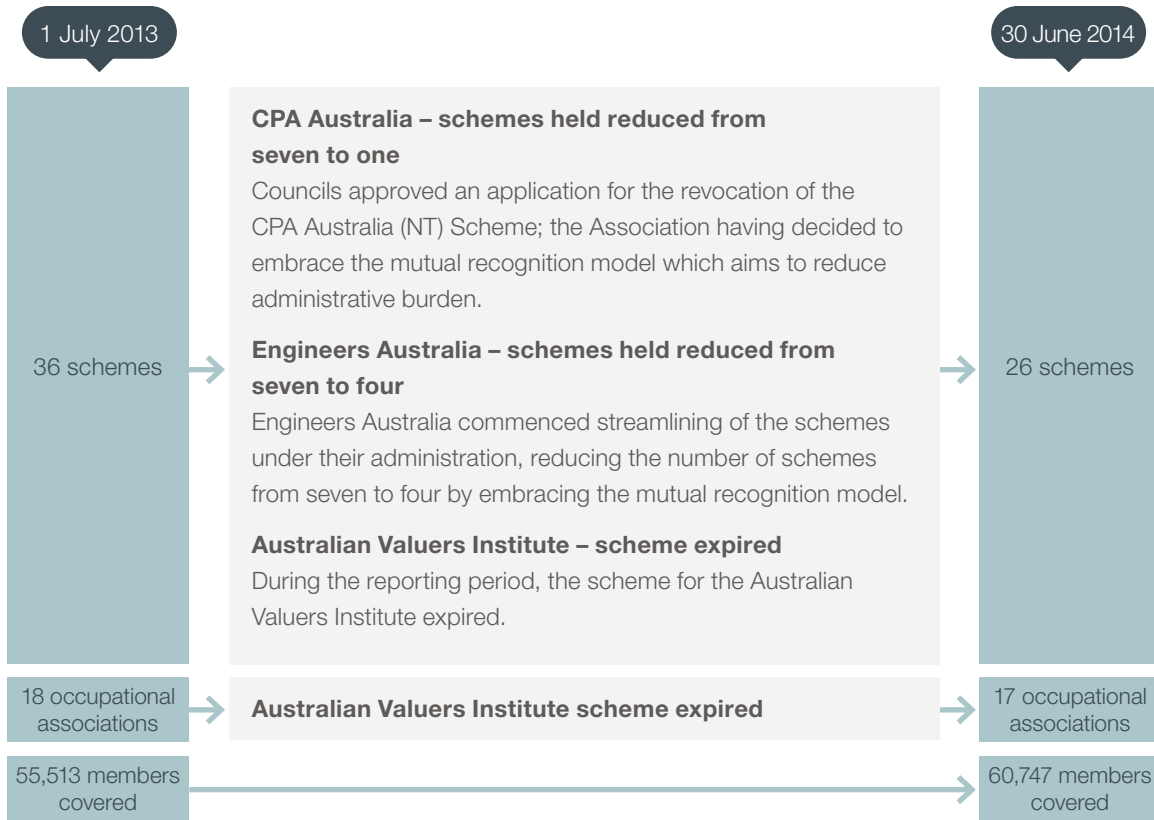 1 July 2013
30 June 2014
36 schemes
CPA Australia – schemes held reduced from
seven to one
Councils approved an application for the revocation of the
CPA Australia (NT) Scheme; the Association having decided to
embrace the mutual recognition model which aims to reduce
administrative burden.
Engineers Australia – schemes held reduced from
seven to four
Engineers Australia commenced streamlining of the schemes
under their administration, reducing the number of schemes
from seven to four by embracing the mutual recognition model.
Australian Valuers Institute – scheme expired
During the reporting period, the scheme for the Australian
Valuers Institute expired.
26 schemes
18 occupational
associations
Australian Valuers Institute scheme expired
17 occupational
associations
55,513 members
covered
60,747 members
covered